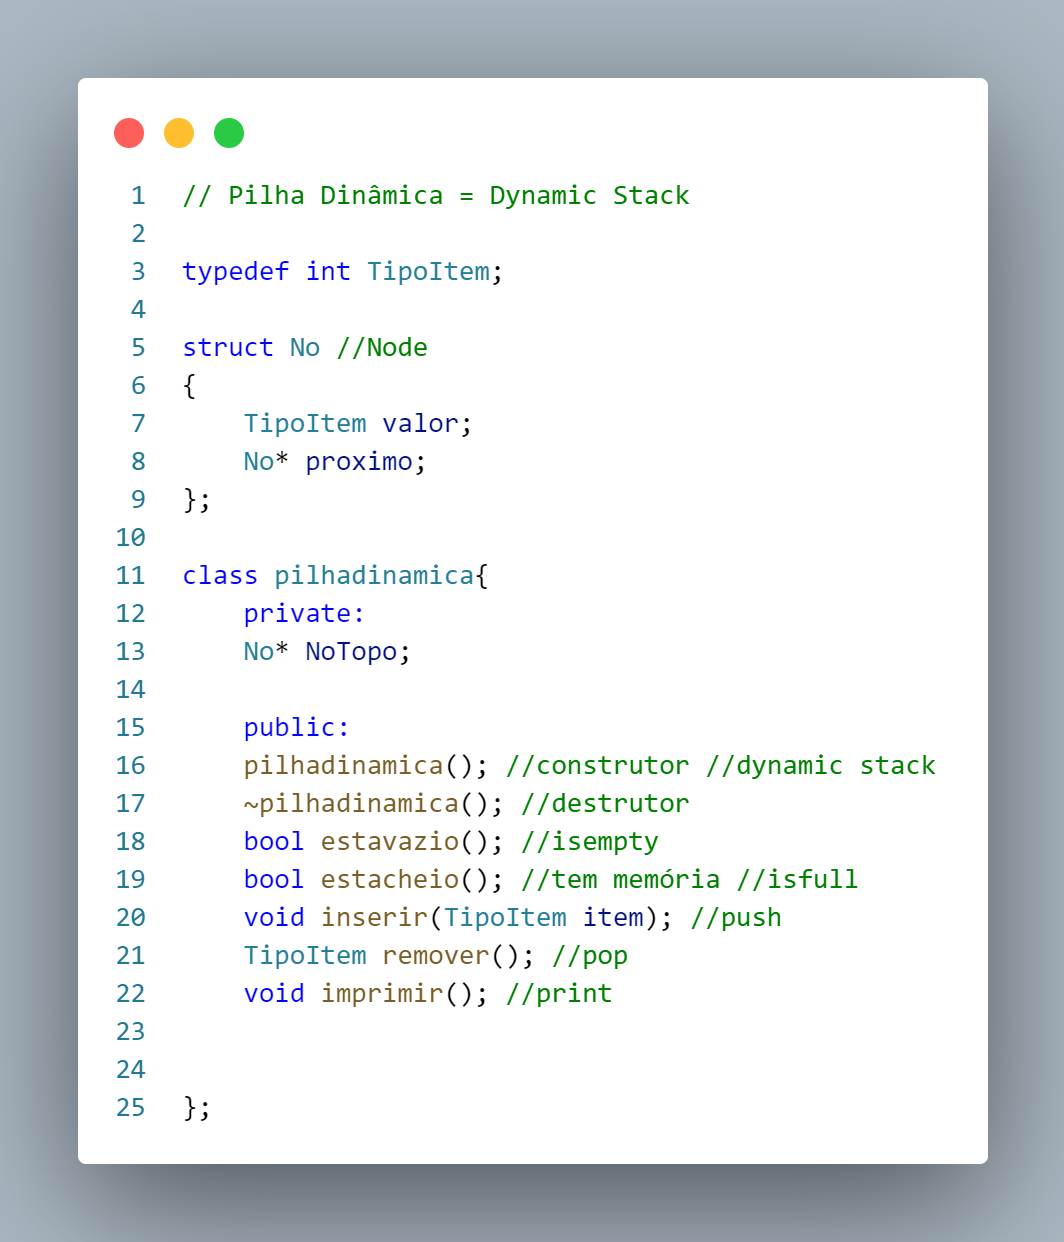 1 // Pilha Dinâmica = Dynamic Stack
2
3 typedef int TipoItem;
4
5 struct No //Node
6 {
7     TipoItem valor;
8     No* proximo;
9 };
10
11 class pilhadinamica{
12     private:
13     No* NoTopo;
14
15     public:
16     pilhadinamica(); //construtor //dynamic stack
17     ~pilhadinamica(); //destrutor
18     bool estavazio(); //isempty
19     bool estacheio(); //tem memória //isfull
20     void inserir(TipoItem item); //push
21     TipoItem remover(); //pop
22     void imprimir(); //print
23
24
25 };